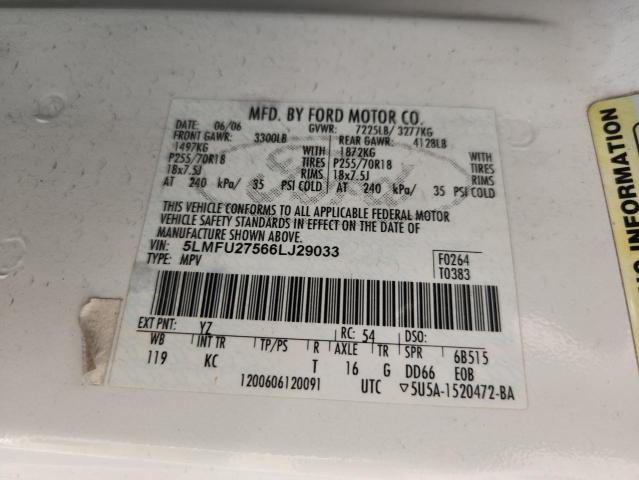 MFD. BY FORD MOTOR CO.
DATE: 06/06 GVWR: 7225LB/ 3277KG
FRONT GAWR: 3300LB REAR GAWR: 4128LB
1497KG 1872KG
P255/70R18 TIRES P255/70R18 TIRES
18x7.5J RIMS 18x7.5J RIMS
AT 240 kPa/ 35 PSI COLD AT 240 kPa/ 35 PSI COLD
THIS VEHICLE CONFORMS TO ALL APPLICABLE FEDERAL MOTOR
VEHICLE SAFETY STANDARDS IN EFFECT ON THE DATE OF
MANUFACTURE SHOWN ABOVE.
VIN: 5LMFU27566LJ29033 F0264
TYPE: MPV T0383
EXT PNT: YZ RC: 54 DSO:
WB INT TR TP/PS R AXLE TR SPR 6B515
119 KC T 16 G DD66 EOB
1200606120091 UTC ▽5U5A-1520472-BA
INFORMATION